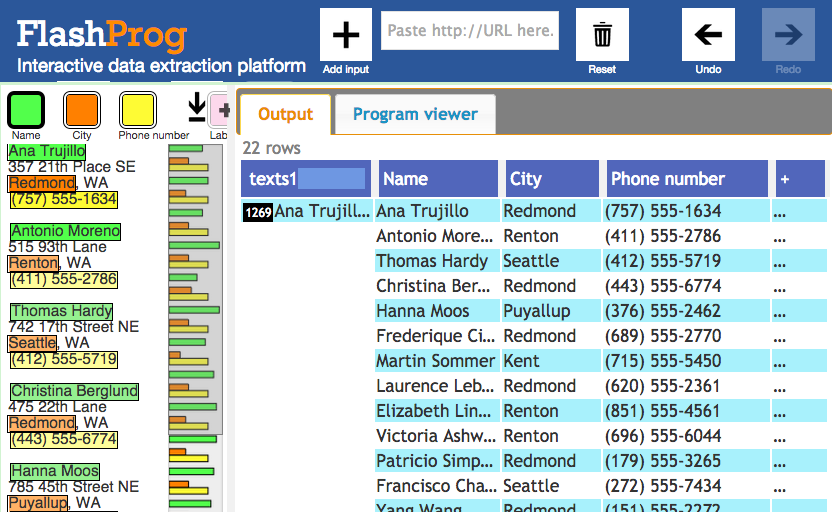 FlashProg
Interactive data extraction platform
Add input
Paste http://URL here.
Reset
Undo
Redo
Name
City
Phone number
Lab
Ana Trujillo
357 21th Place SE
Redmond, WA
(757) 555-1634
Antonio Moreno
515 93th Lane
Renton, WA
(411) 555-2786
Thomas Hardy
742 17th Street NE
Seattle, WA
(412) 555-5719
Christina Berglund
475 22th Lane
Redmond, WA
(443) 555-6774
Hanna Moos
785 45th Street NE
Puyallup, WA
Output Program viewer
22 rows
texts1 Name City Phone number +
1269 Ana Trujill... Ana Trujillo Redmond (757) 555-1634 ...
Antonio More... Renton (411) 555-2786 ...
Thomas Hardy Seattle (412) 555-5719 ...
Christina Ber... Redmond (443) 555-6774 ...
Hanna Moos Puyallup (376) 555-2462 ...
Frederique Ci... Redmond (689) 555-2770 ...
Martin Sommer Kent (715) 555-5450 ...
Laurence Leb... Redmond (620) 555-2361 ...
Elizabeth Lin... Renton (851) 555-4561 ...
Victoria Ashw... Renton (696) 555-6044 ...
Patricio Simp... Redmond (179) 555-3265 ...
Francisco Cha... Seattle (272) 555-7434 ...
Yang Wang Redmond (151) 555-2272 ...